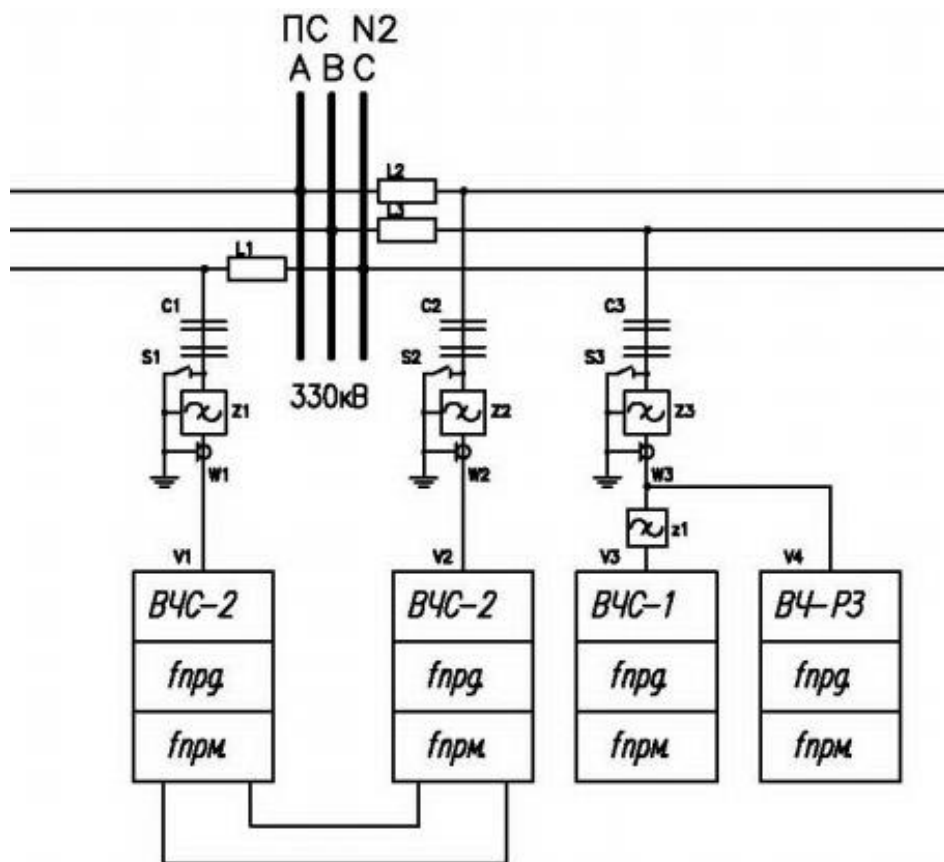 ПС N2
А В С
L2
L3
L1
C1
C2
C3
S1
S2
S3
330кВ
Z1
Z2
Z3
W1
W2
W3
z1
V1
V2
V3
V4
ВЧС-2
ВЧС-2
ВЧС-1
ВЧ-РЗ
fпрд.
fпрд.
fпрд.
fпрд.
fпрм.
fпрм.
fпрм.
fпрм.